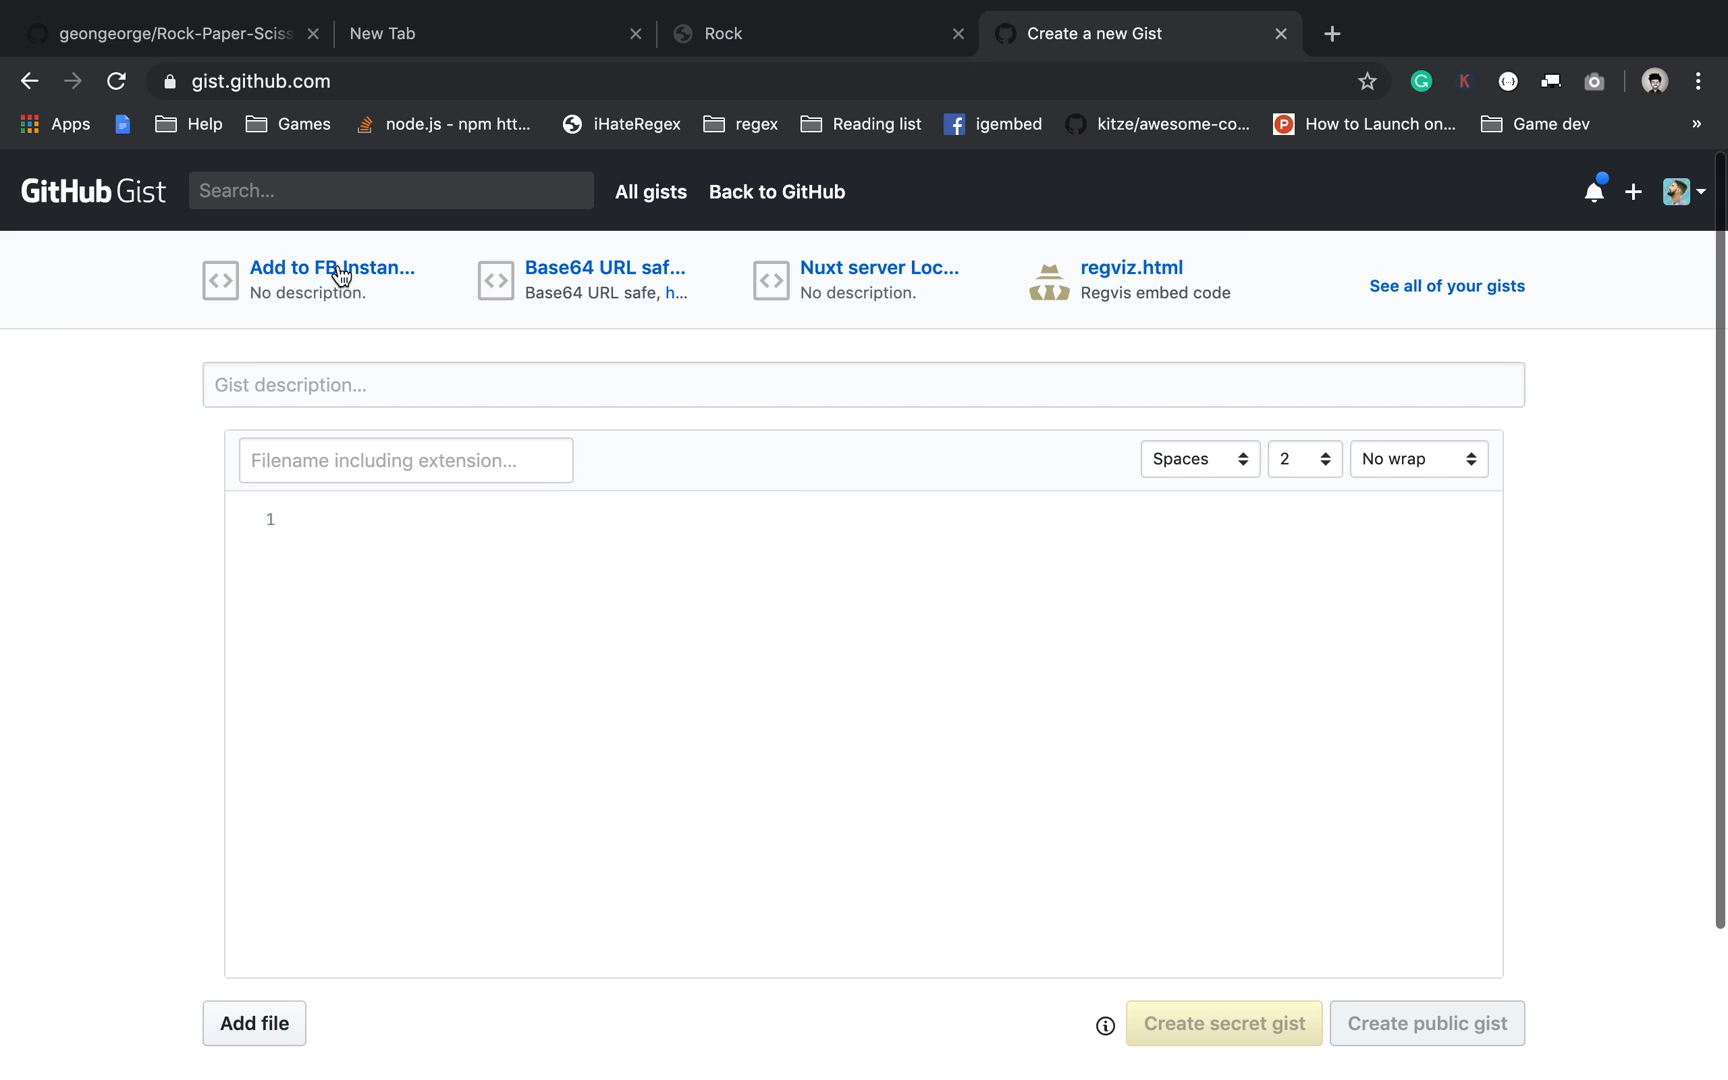 geongeorge/Rock-Paper-Sciss
New Tab
Rock
Create a new Gist
gist.github.com
Apps
Help
Games
node.js - npm htt...
iHateRegex
regex
Reading list
igembed
kitze/awesome-co...
How to Launch on...
Game dev
»
GitHub Gist
Search...
All gists
Back to GitHub
Add to FB Instan...
No description.
Base64 URL saf...
Base64 URL safe, h...
Nuxt server Loc...
No description.
regviz.html
Regvis embed code
See all of your gists
Gist description...
Filename including extension...
Spaces
2
No wrap
1
Add file
Create secret gist
Create public gist